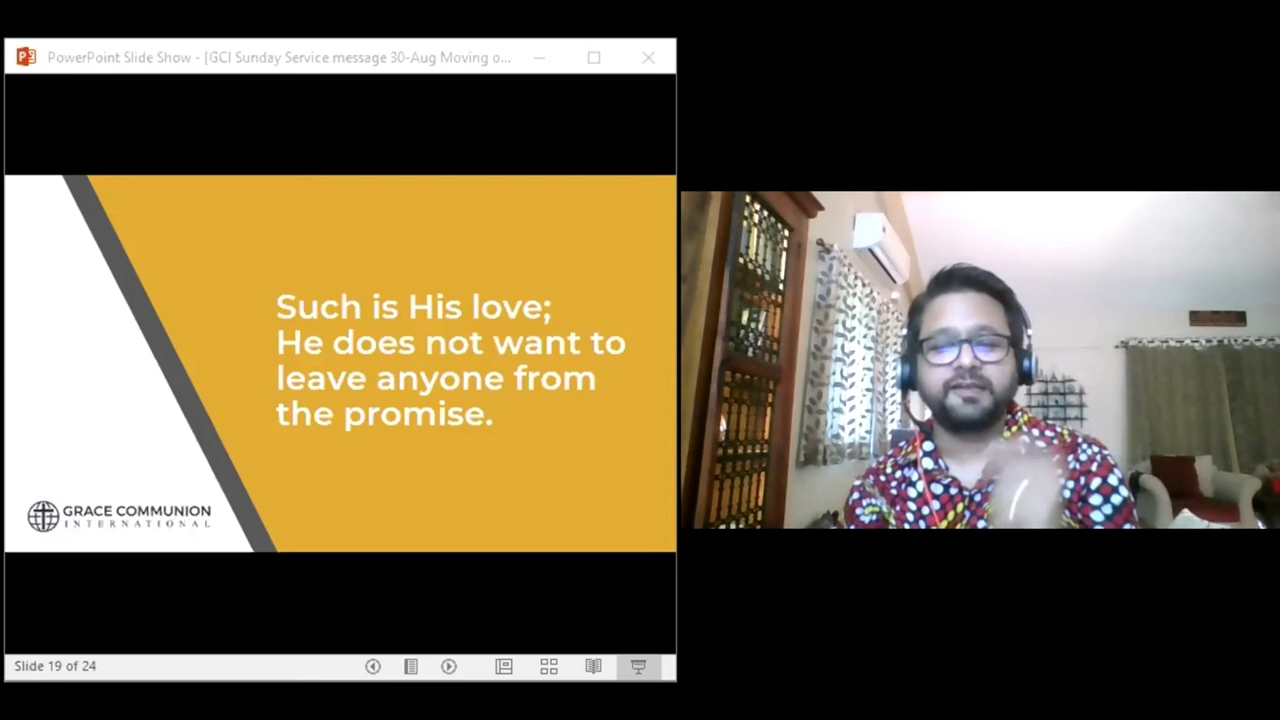 PowerPoint Slide Show - [GCI Sunday Service message 30-Aug Moving o...
Such is His love;
He does not want to
leave anyone from
the promise.
GRACE COMMUNION
INTERNATIONAL
Slide 19 of 24